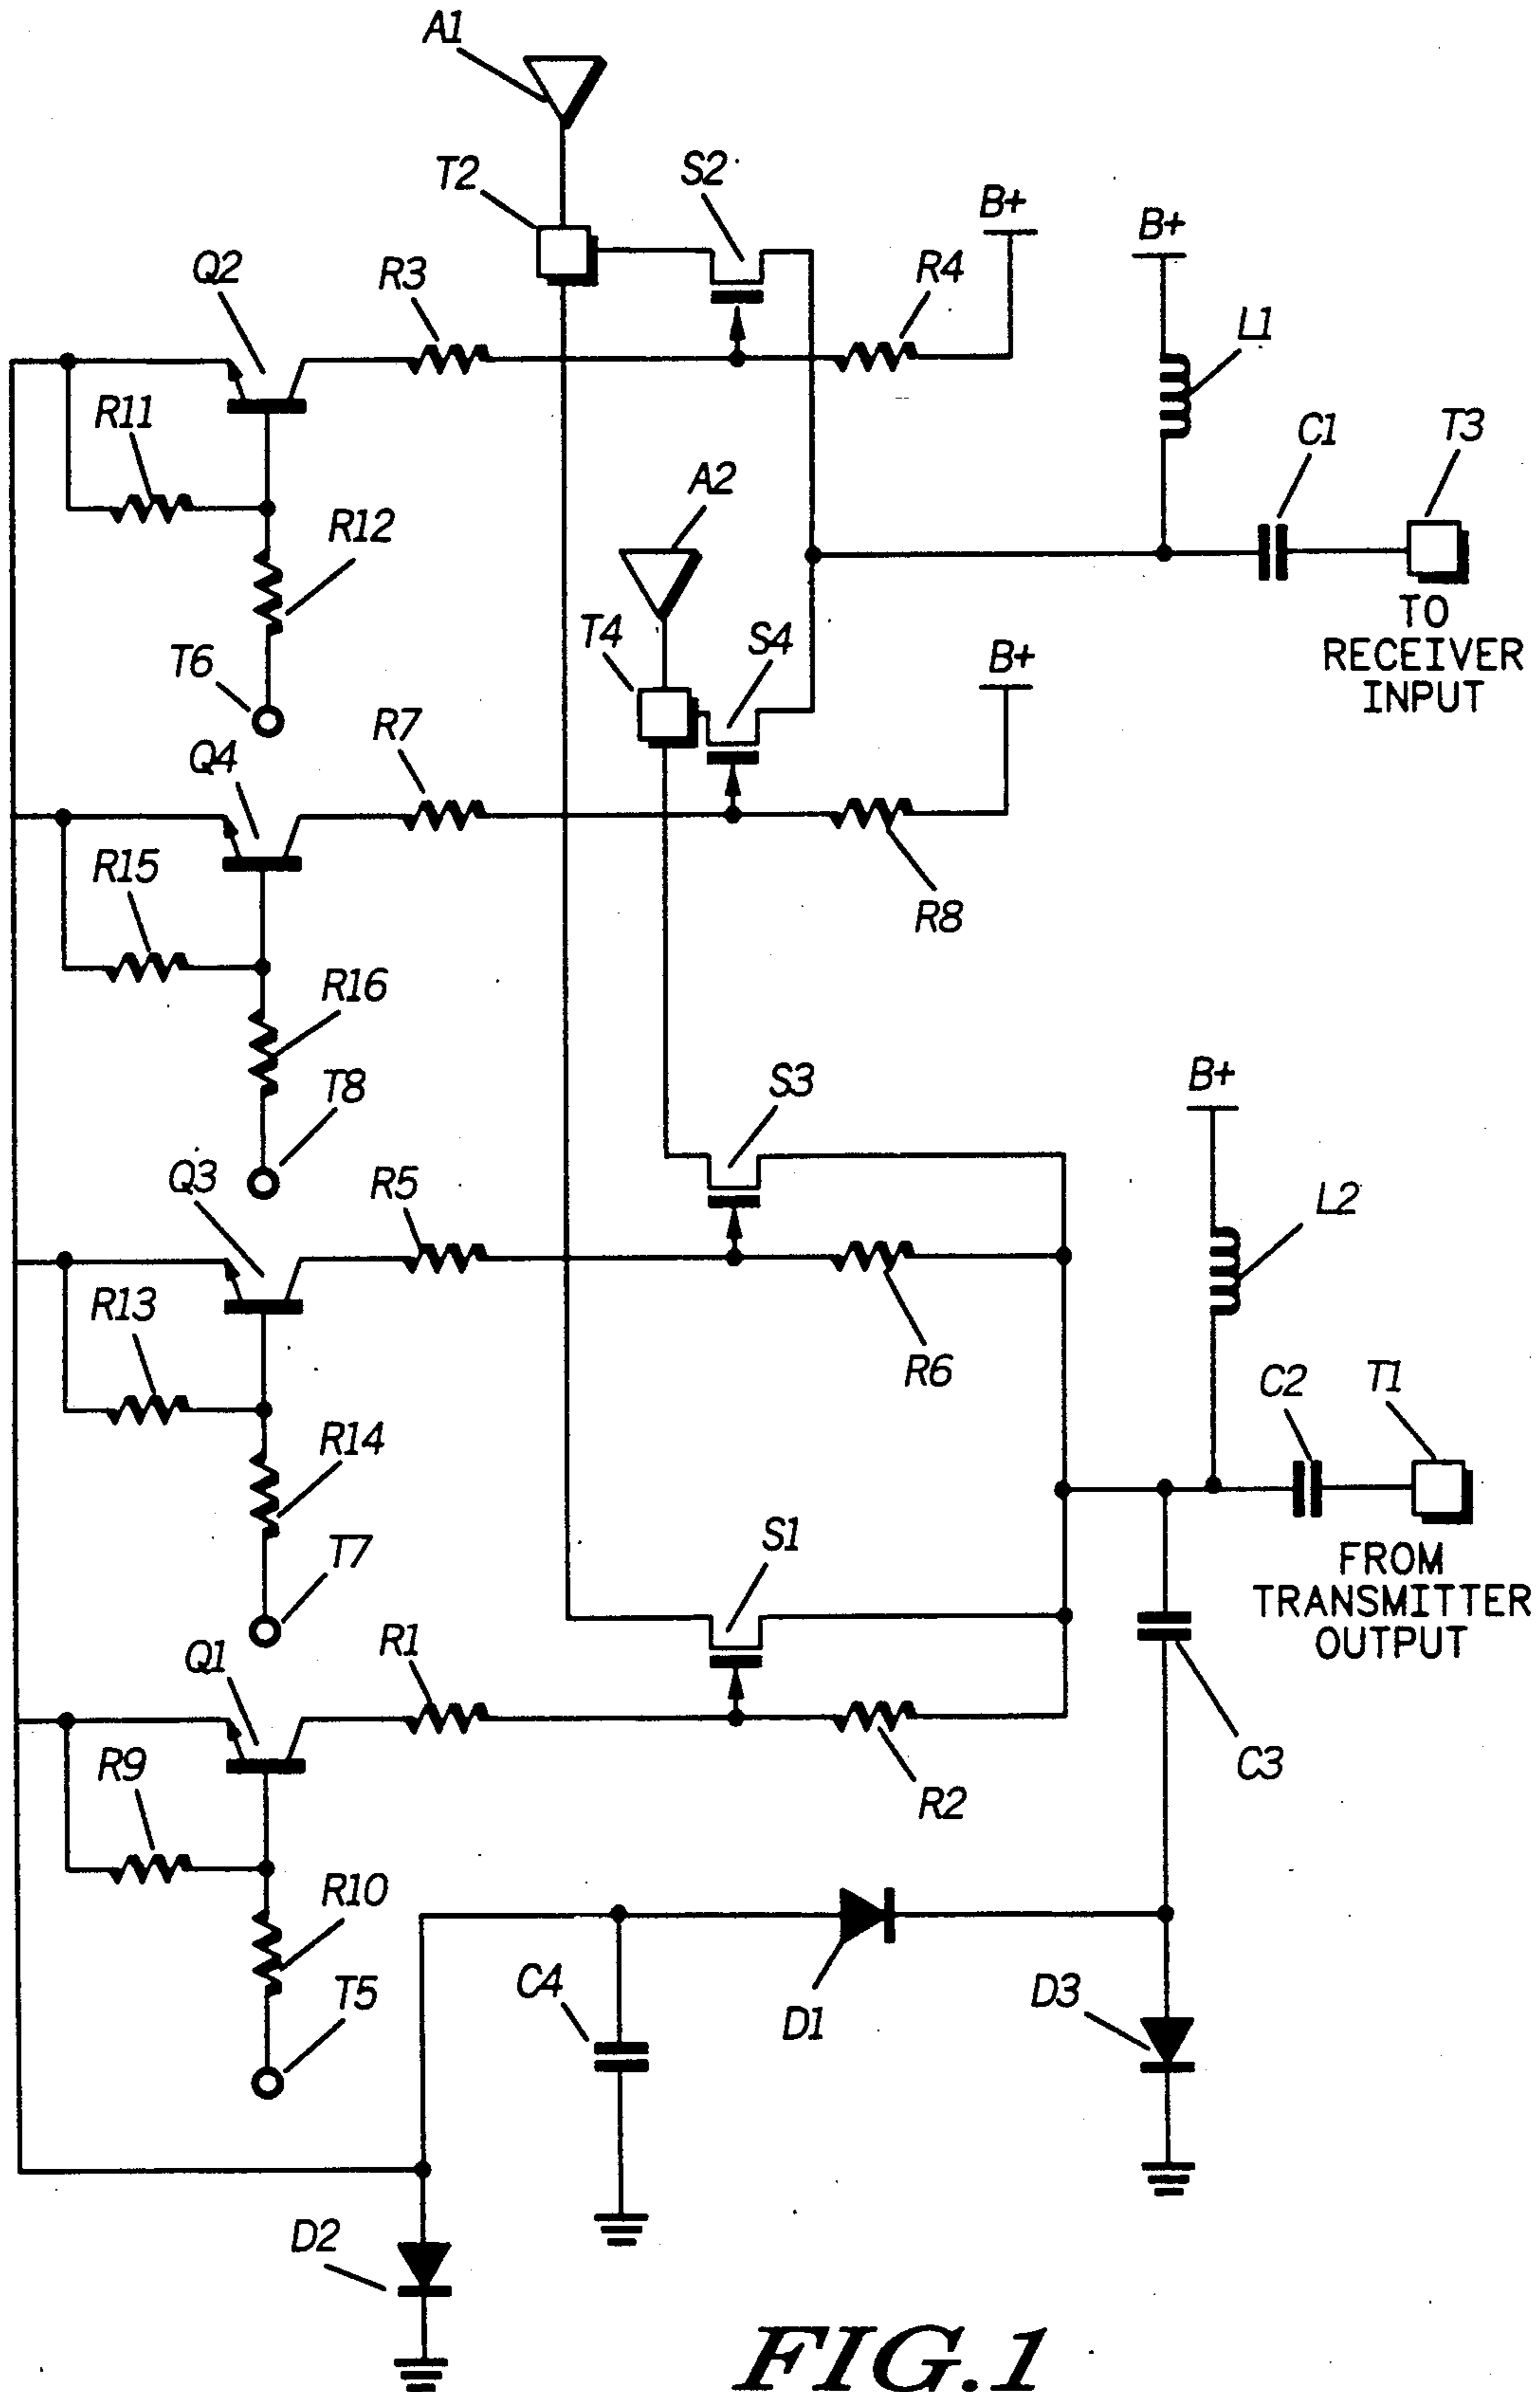 A1
T2
S2
B+
B+
Q2
R3
R4
L1
R11
C1
T3
R12
A2
TO
RECEIVER
INPUT
T6
T4
S4
B+
Q4
R7
R15
R8
R16
T8
S3
B+
Q3
R5
L2
R13
R6
C2
T1
R14
T7
S1
FROM
TRANSMITTER
OUTPUT
Q1
R1
R9
R2
C3
R10
T5
C4
D1
D3
D2
FIG.1